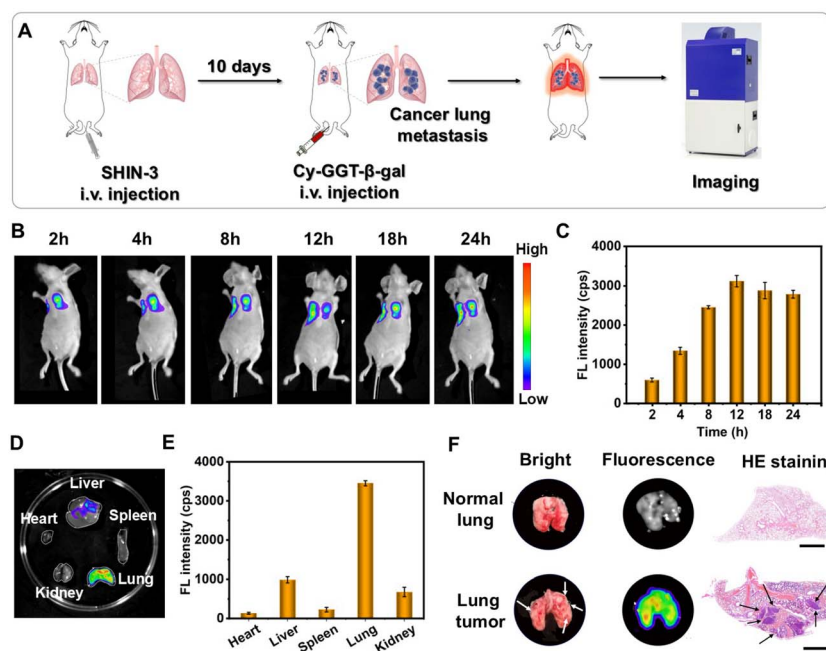 A
10 days
Cancer lung
metastasis
SHIN-3
i.v. injection
Cy-GGT-β-gal
i.v. injection
Imaging
B
2h 4h 8h 12h 18h 24h
High
Low
C
FL intensity (cps)
4000
3000
2000
1000
0
2 4 8 12 18 24
Time (h)
D
Liver
Heart
Spleen
Kidney
Lung
E
FL intensity (cps)
4000
3000
2000
1000
0
Heart Liver Spleen Lung Kidney
F
Bright Fluorescence HE staining
Normal
lung
Lung
tumor